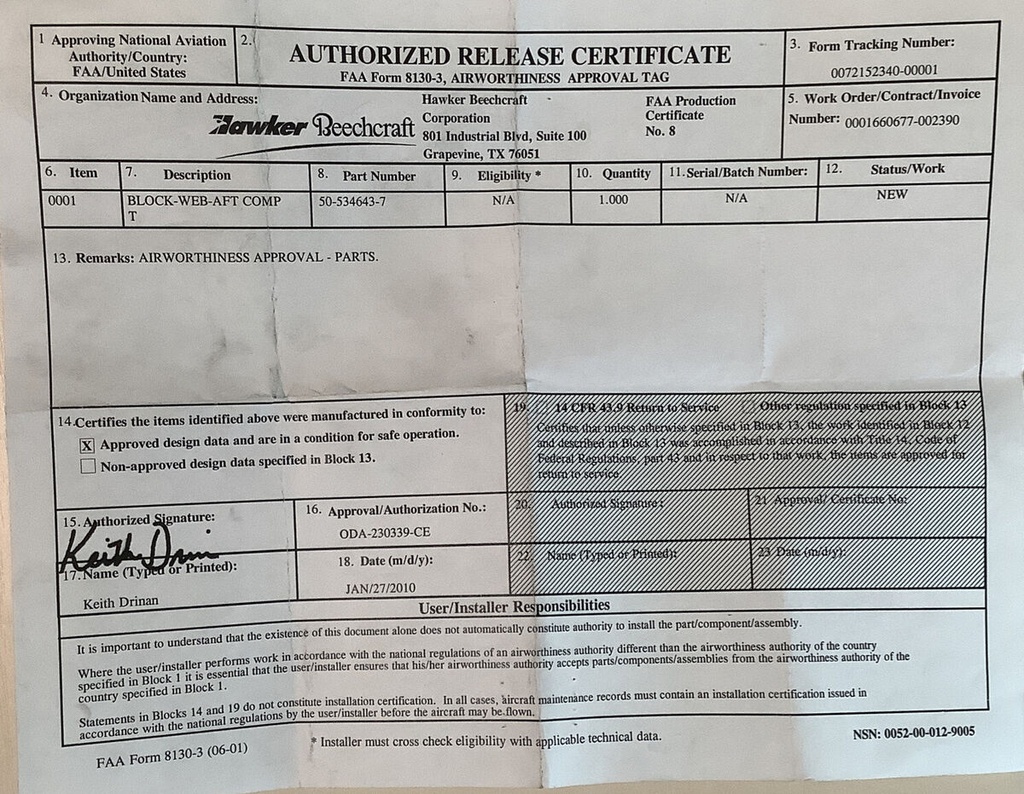 1 Approving National Aviation
Authority/Country:
FAA/United States
2.
AUTHORIZED RELEASE CERTIFICATE
FAA Form 8130-3, AIRWORTHINESS APPROVAL TAG
3. Form Tracking Number:
0072152340-00001
4. Organization Name and Address:
Hawker Beechcraft
Hawker Beechcraft
Corporation
801 Industrial Blvd, Suite 100
Grapevine, TX 76051
FAA Production
Certificate
No. 8
5. Work Order/Contract/Invoice
Number: 0001660677-002390
6. Item 7. Description 8. Part Number 9. Eligibility * 10. Quantity 11.Serial/Batch Number: 12. Status/Work
0001 BLOCK-WEB-AFT COMP 50-534643-7 N/A 1.000 N/A NEW
T
13. Remarks: AIRWORTHINESS APPROVAL - PARTS.
14.Certifies the items identified above were manufactured in conformity to:
X Approved design data and are in a condition for safe operation.
Non-approved design data specified in Block 13.
19. 14 CFR 43.9 Return to Service Other regulation specified in Block 13
Certifies that unless otherwise specified in Block 13, the work identified in Block 12
and described in Block 13 was accomplished in accordance with Title 14, Code of
Federal Regulations, part 43 and in respect to that work, the items are approved for
return to service.
15. Authorized Signature:
Keith Drinan
16. Approval/Authorization No.:
ODA-230339-CE
20. Authorized Signature:
21 Approval/ Certificate No:
17.Name (Typed or Printed):
Keith Drinan
18. Date (m/d/y):
JAN/27/2010
22. Name (Typed or Printed):
23 Date (m/d/y):
User/Installer Responsibilities
It is important to understand that the existence of this document alone does not automatically constitute authority to install the part/component/assembly.
Where the user/installer performs work in accordance with the national regulations of an airworthiness authority different than the airworthiness authority of the country
specified in Block 1 it is essential that the user/installer ensures that his/her airworthiness authority accepts parts/components/assemblies from the airworthiness authority of the
country specified in Block 1.
Statements in Blocks 14 and 19 do not constitute installation certification. In all cases, aircraft maintenance records must contain an installation certification issued in
accordance with the national regulations by the user/installer before the aircraft may be flown.
FAA Form 8130-3 (06-01)
* Installer must cross check eligibility with applicable technical data.
NSN: 0052-00-012-9005